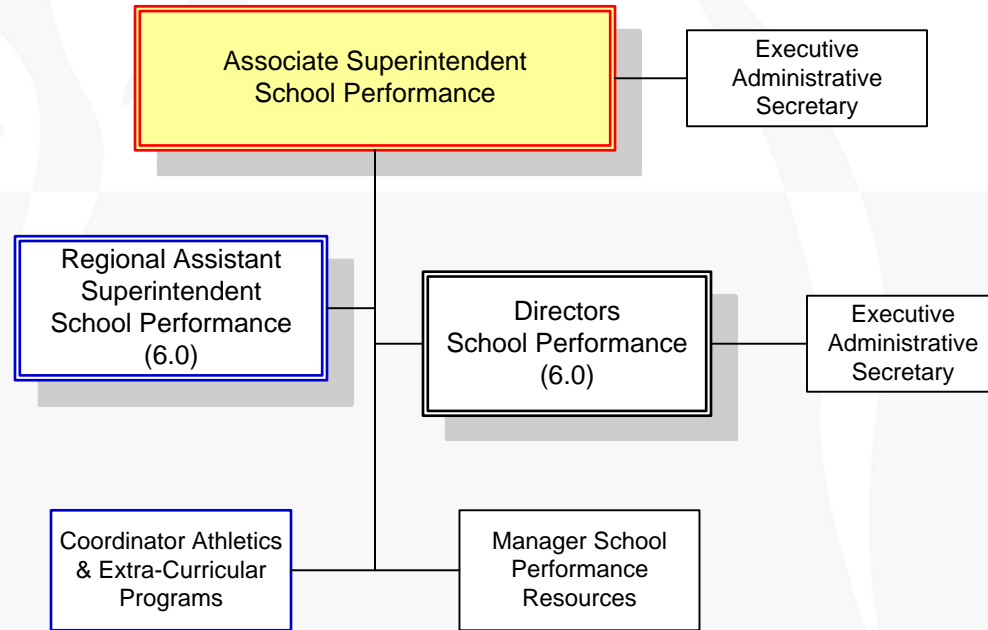 Associate Superintendent
School Performance
Executive
Administrative
Secretary
Regional Assistant
Superintendent
School Performance
(6.0)
Directors
School Performance
(6.0)
Executive
Administrative
Secretary
Coordinator Athletics
& Extra-Curricular
Programs
Manager School
Performance
Resources